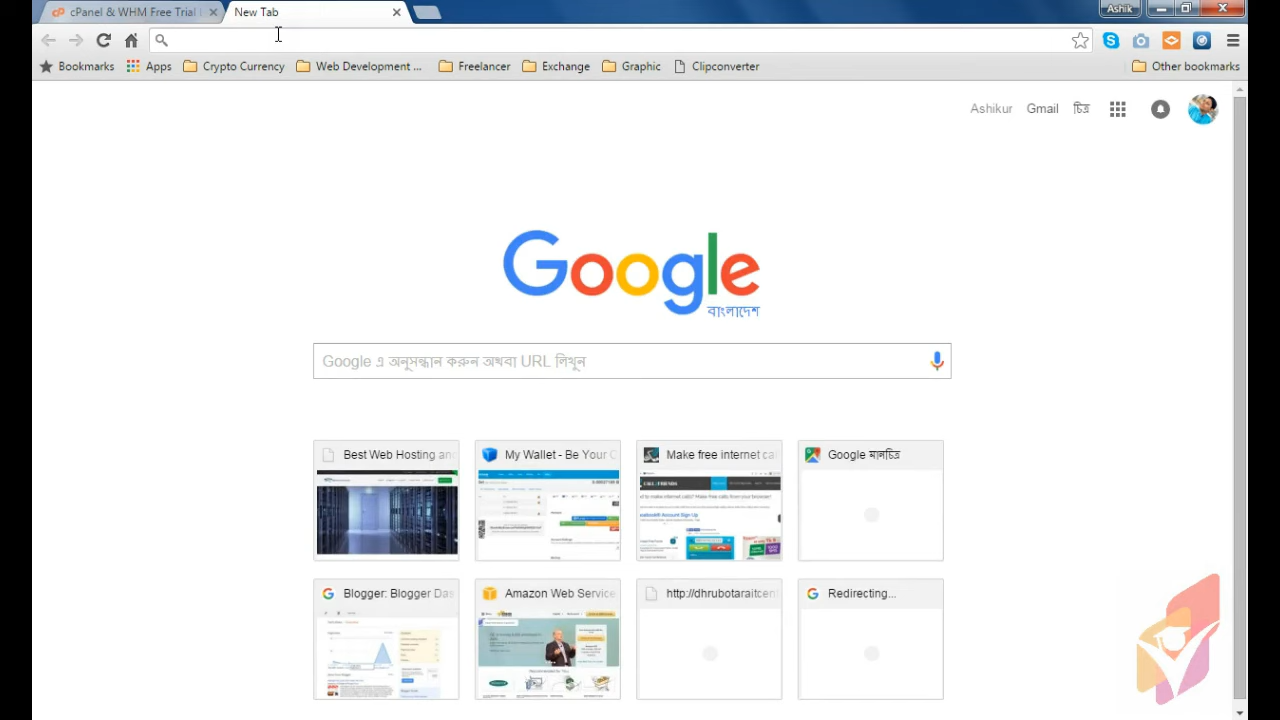 cPanel & WHM Free Trial
New Tab
Ashik
Bookmarks
Apps
Crypto Currency
Web Development ...
Freelancer
Exchange
Graphic
Clipconverter
Other bookmarks
Ashikur
Gmail
চিত্র
Google
বাংলাদেশ
Google এ অনুসন্ধান করুন অথবা URL লিখুন
Best Web Hosting and
My Wallet - Be Your
Make free internet ca
Google মানচিত্র
Blogger: Blogger Das
Amazon Web Service
http://dhrubotaraitcen
Redirecting...